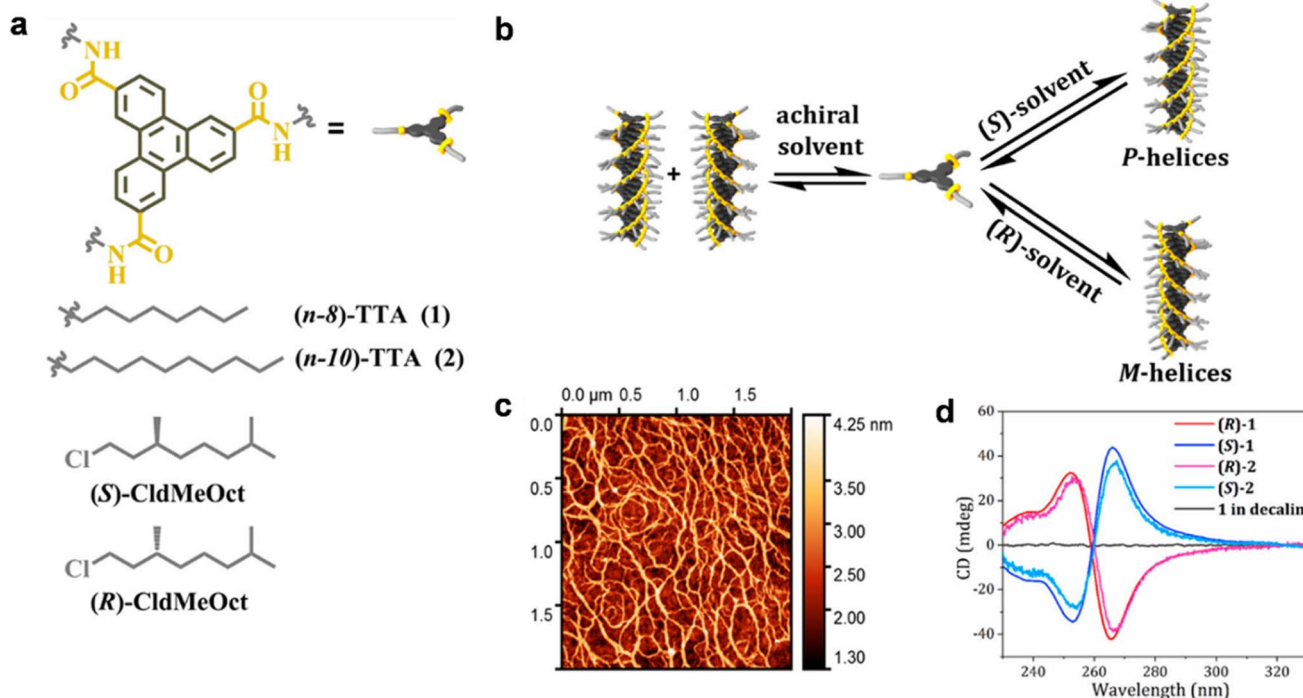 a
NH
O
O
N
H
=
N
H
O
(n-8)-TTA (1)
(n-10)-TTA (2)
Cl
(S)-CldMeOct
Cl
(R)-CldMeOct
b
+
achiral
solvent
(S)-solvent
(R)-solvent
P-helices
M-helices
c
0.0 µm 0.5 1.0 1.5
0.0
0.5
1.0
1.5
4.25 nm
3.50
3.00
2.50
2.00
1.30
d
CD (mdeg)
60
40
20
0
-20
-40
(R)-1
(S)-1
(R)-2
(S)-2
1 in decalin
240 260 280 300 320
Wavelength (nm)